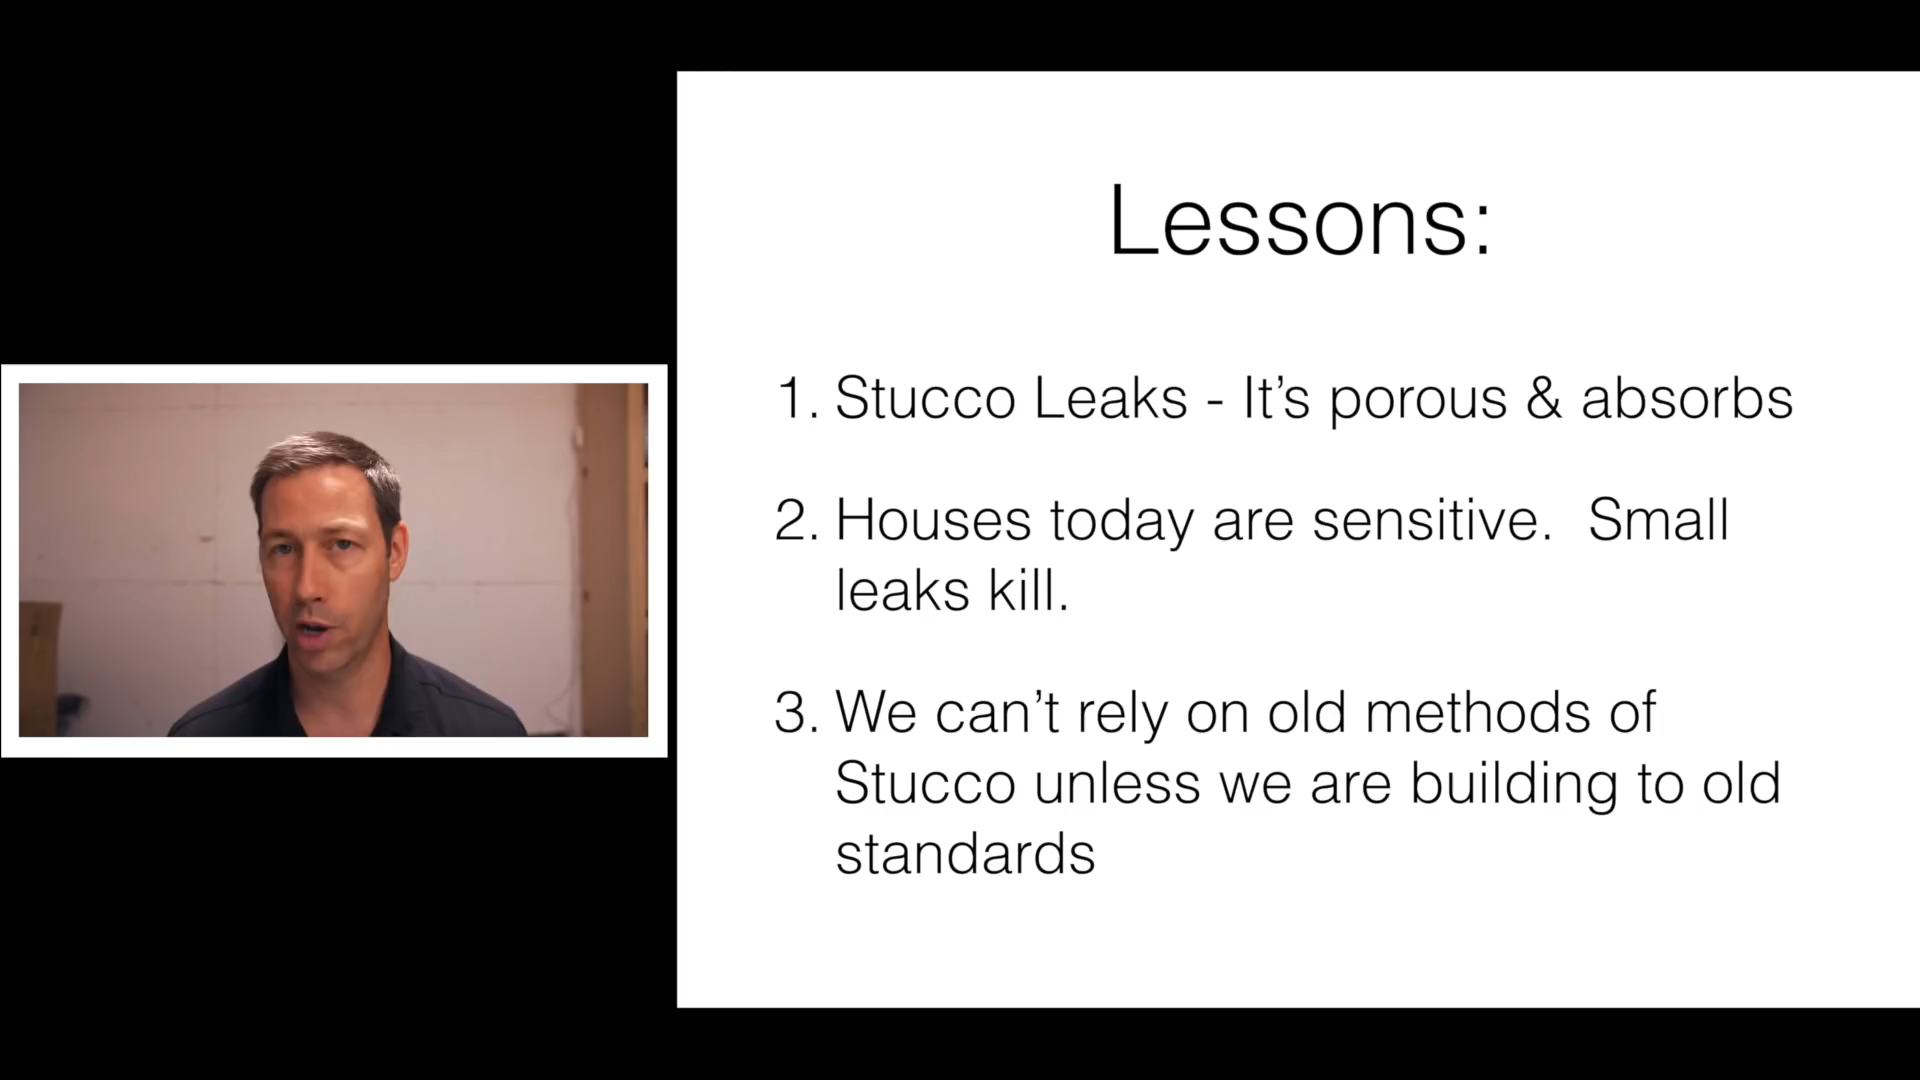 Lessons:
1. Stucco Leaks - It’s porous & absorbs
2. Houses today are sensitive.  Small
leaks kill.
3. We can’t rely on old methods of
Stucco unless we are building to old
standards